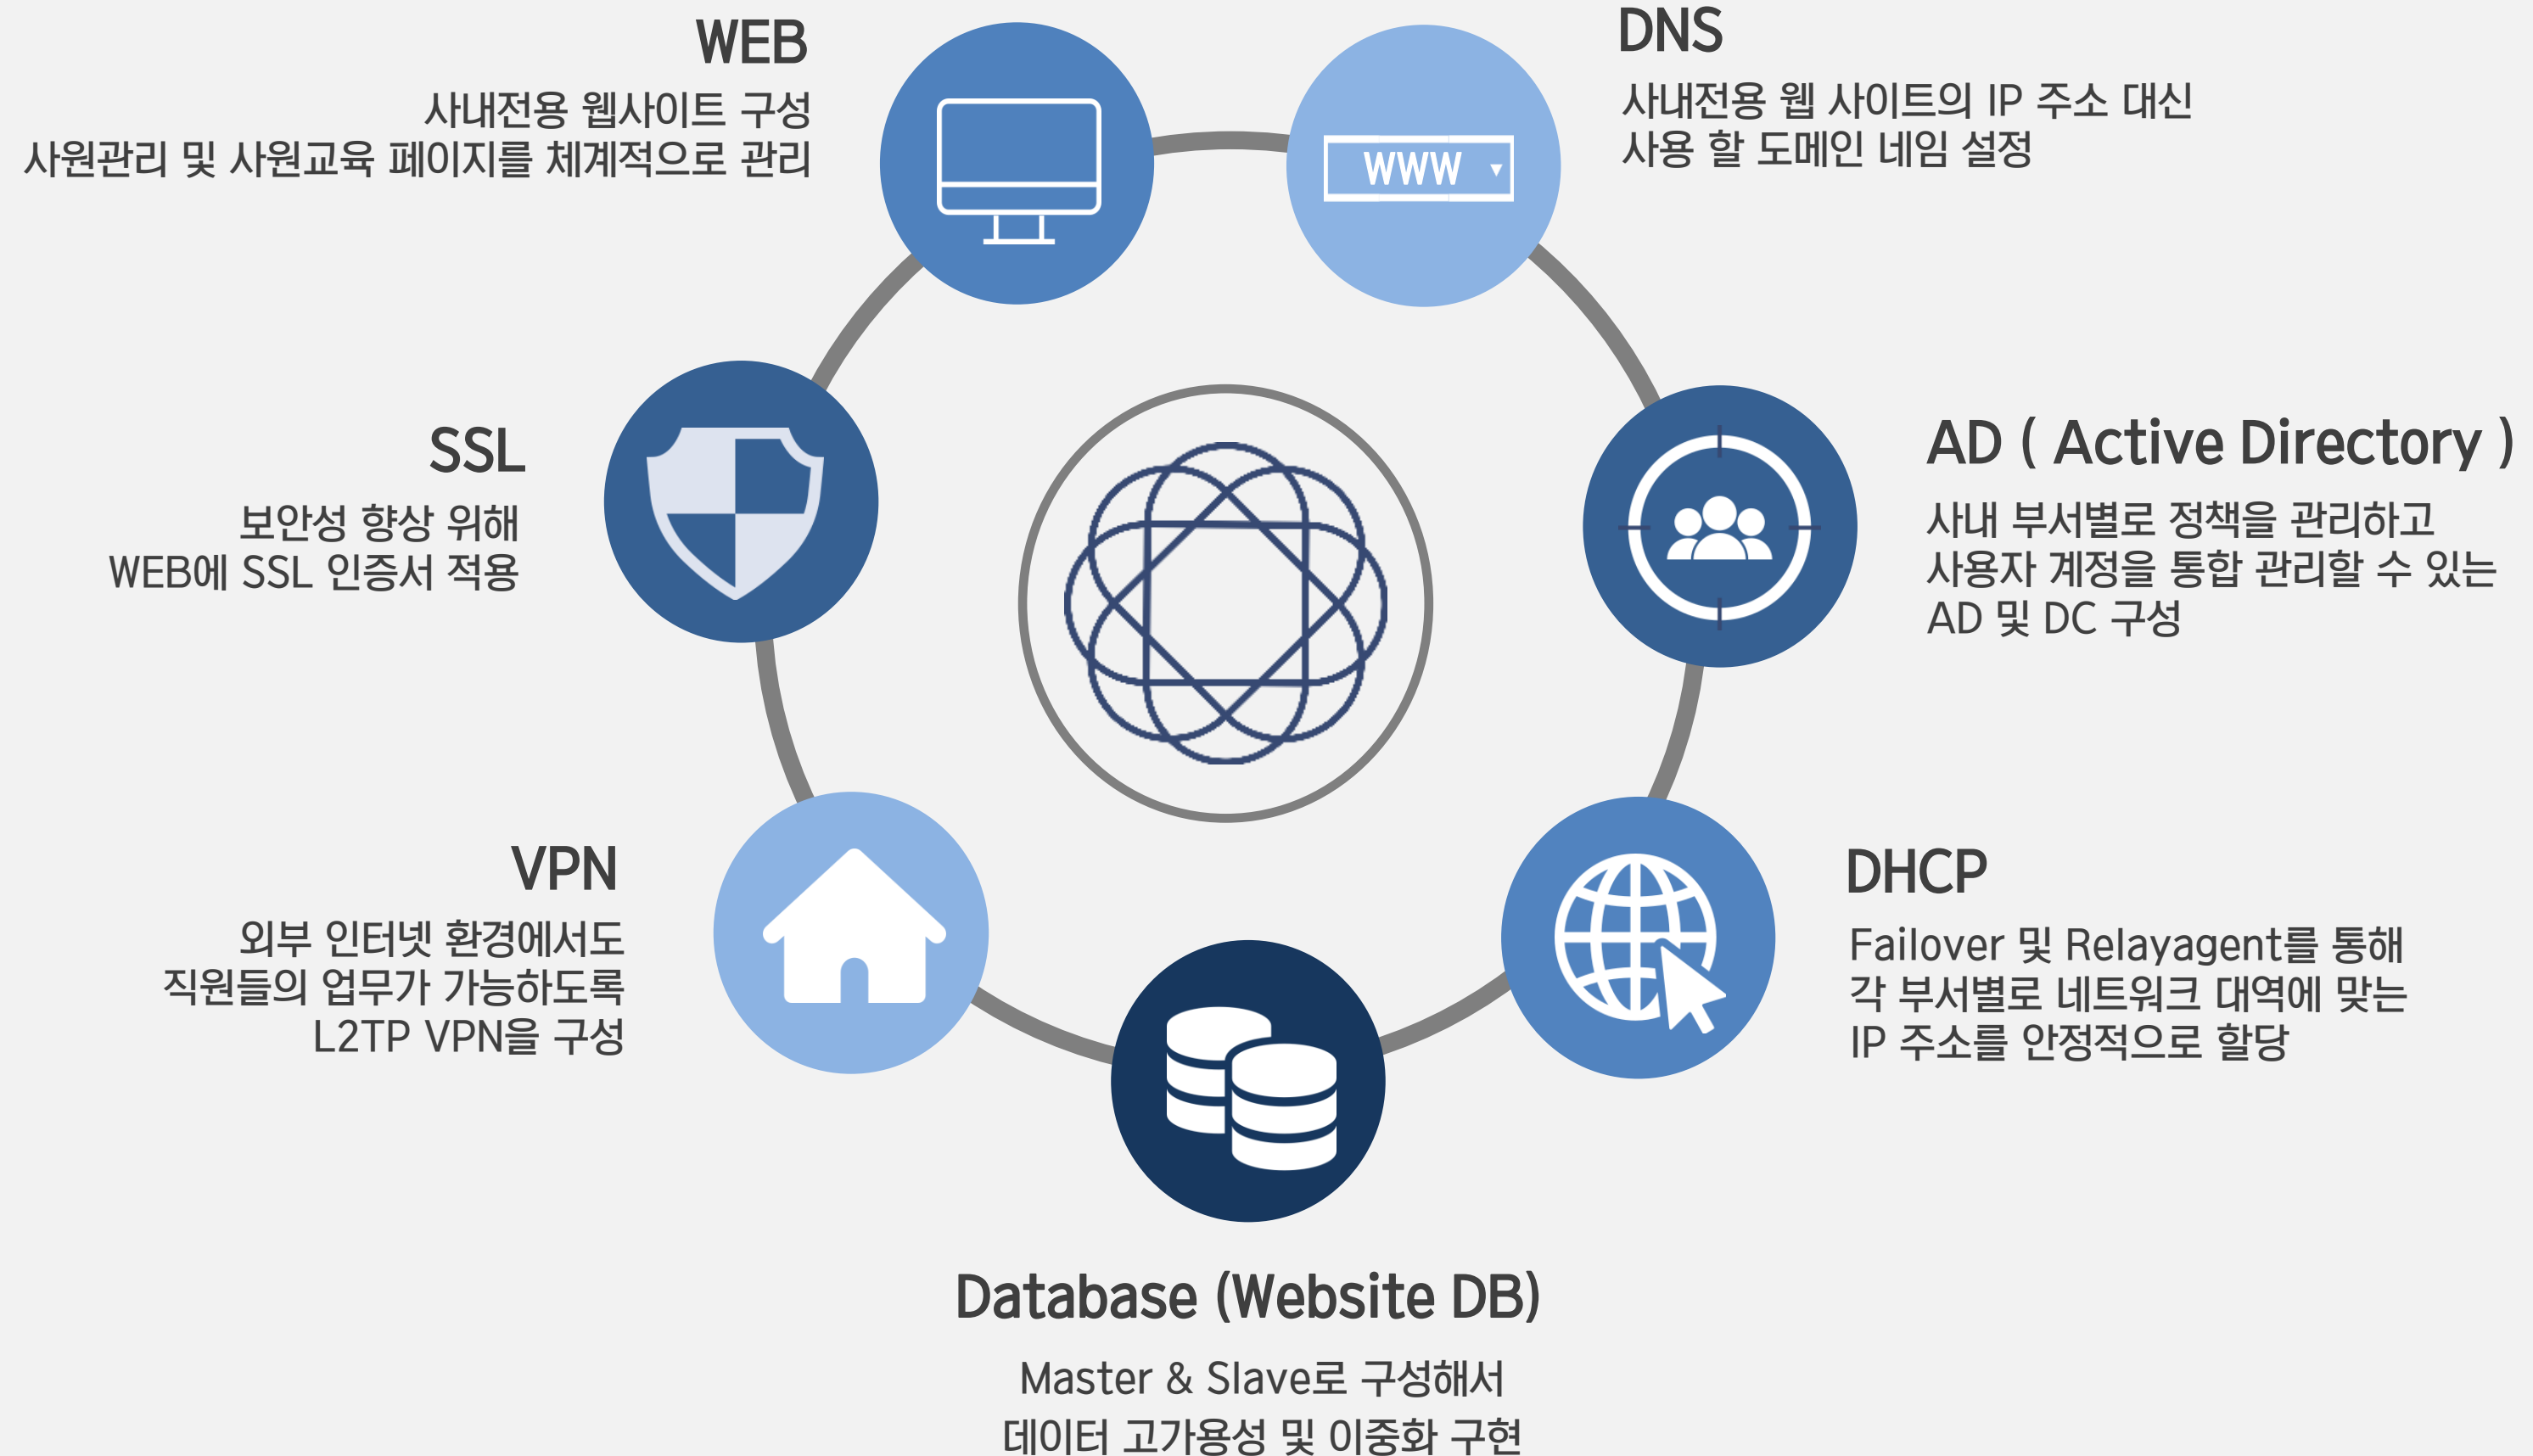 WEB
사내전용 웹사이트 구성
사원관리 및 사원교육 페이지를 체계적으로 관리
DNS
사내전용 웹 사이트의 IP 주소 대신
사용 할 도메인 네임 설정
WWW
SSL
보안성 향상 위해
WEB에 SSL 인증서 적용
AD ( Active Directory )
사내 부서별로 정책을 관리하고
사용자 계정을 통합 관리할 수 있는
AD 및 DC 구성
VPN
외부 인터넷 환경에서도
직원들의 업무가 가능하도록
L2TP VPN을 구성
DHCP
Failover 및 Relayagent를 통해
각 부서별로 네트워크 대역에 맞는
IP 주소를 안정적으로 할당
Database (Website DB)
Master & Slave로 구성해서
데이터 고가용성 및 이중화 구현